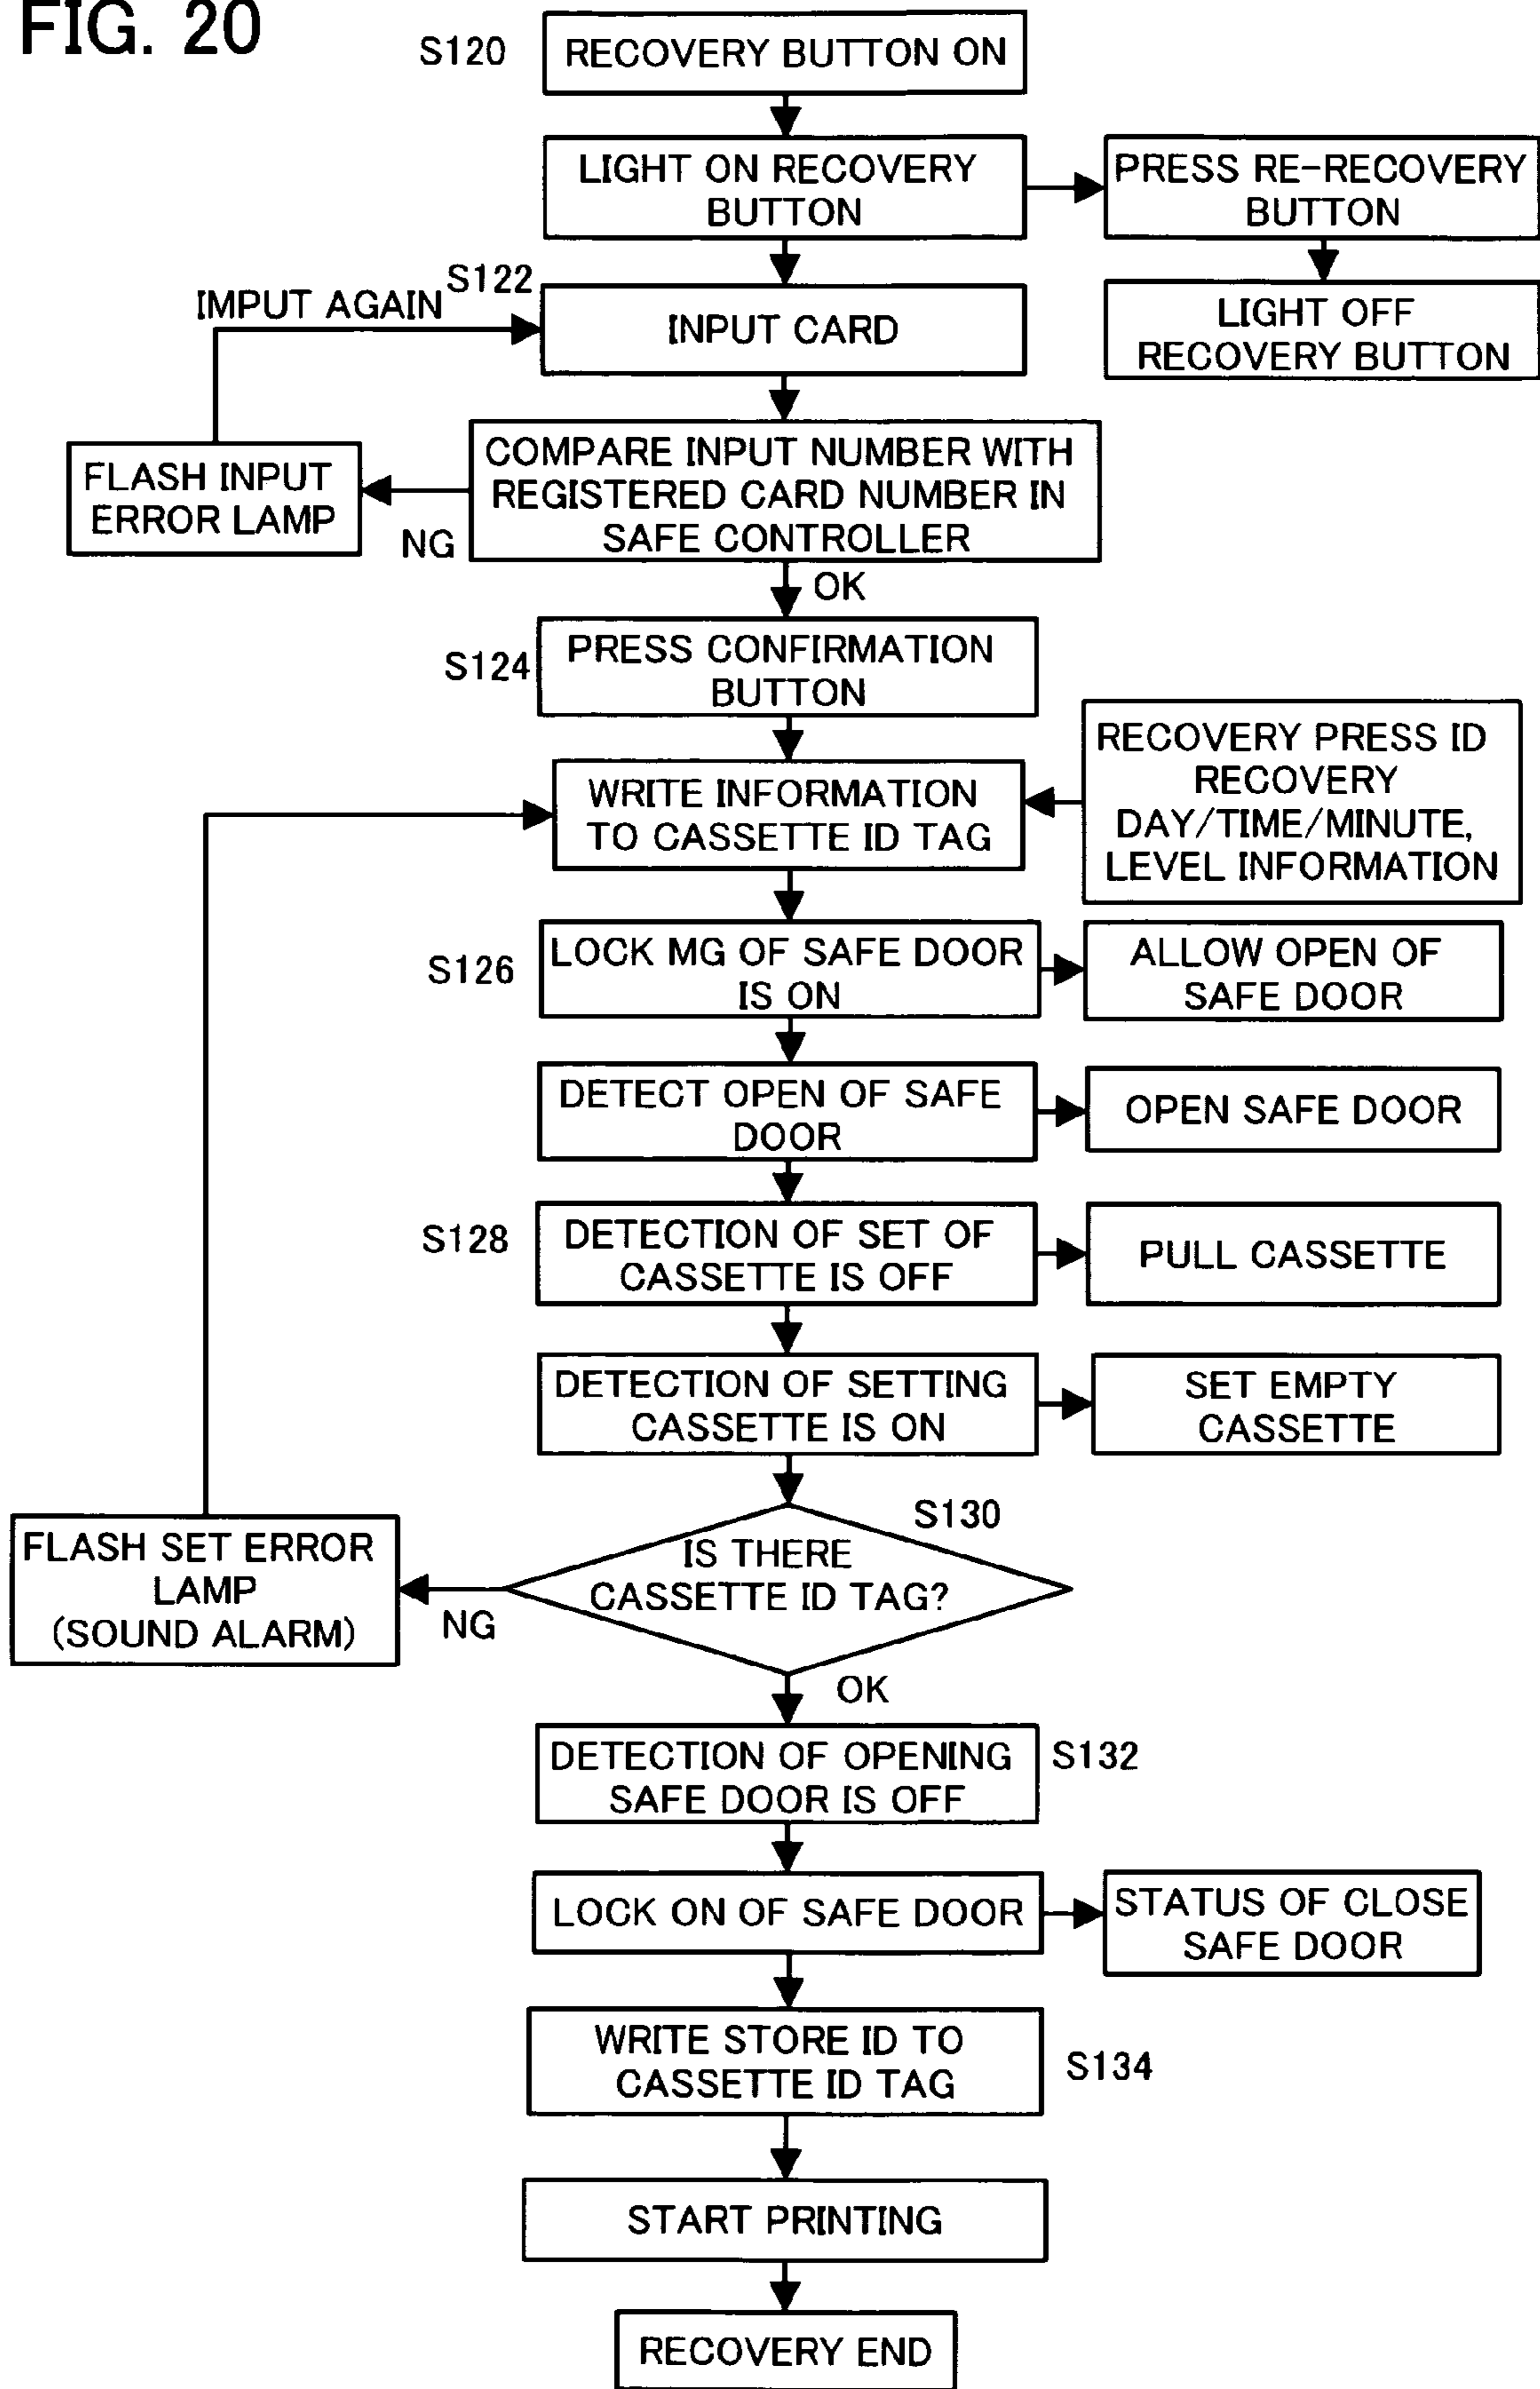 FIG. 20
S120
RECOVERY BUTTON ON
LIGHT ON RECOVERY
BUTTON
PRESS RE-RECOVERY
BUTTON
LIGHT OFF
RECOVERY BUTTON
S122
IMPUT AGAIN
INPUT CARD
COMPARE INPUT NUMBER WITH
REGISTERED CARD NUMBER IN
SAFE CONTROLLER
FLASH INPUT
ERROR LAMP
NG
OK
S124
PRESS CONFIRMATION
BUTTON
WRITE INFORMATION
TO CASSETTE ID TAG
RECOVERY PRESS ID
RECOVERY
DAY/TIME/MINUTE,
LEVEL INFORMATION
S126
LOCK MG OF SAFE DOOR
IS ON
ALLOW OPEN OF
SAFE DOOR
DETECT OPEN OF SAFE
DOOR
OPEN SAFE DOOR
S128
DETECTION OF SET OF
CASSETTE IS OFF
PULL CASSETTE
DETECTION OF SETTING
CASSETTE IS ON
SET EMPTY
CASSETTE
S130
IS THERE
CASSETTE ID TAG?
FLASH SET ERROR
LAMP
(SOUND ALARM)
NG
OK
DETECTION OF OPENING
SAFE DOOR IS OFF
S132
LOCK ON OF SAFE DOOR
STATUS OF CLOSE
SAFE DOOR
WRITE STORE ID TO
CASSETTE ID TAG
S134
START PRINTING
RECOVERY END